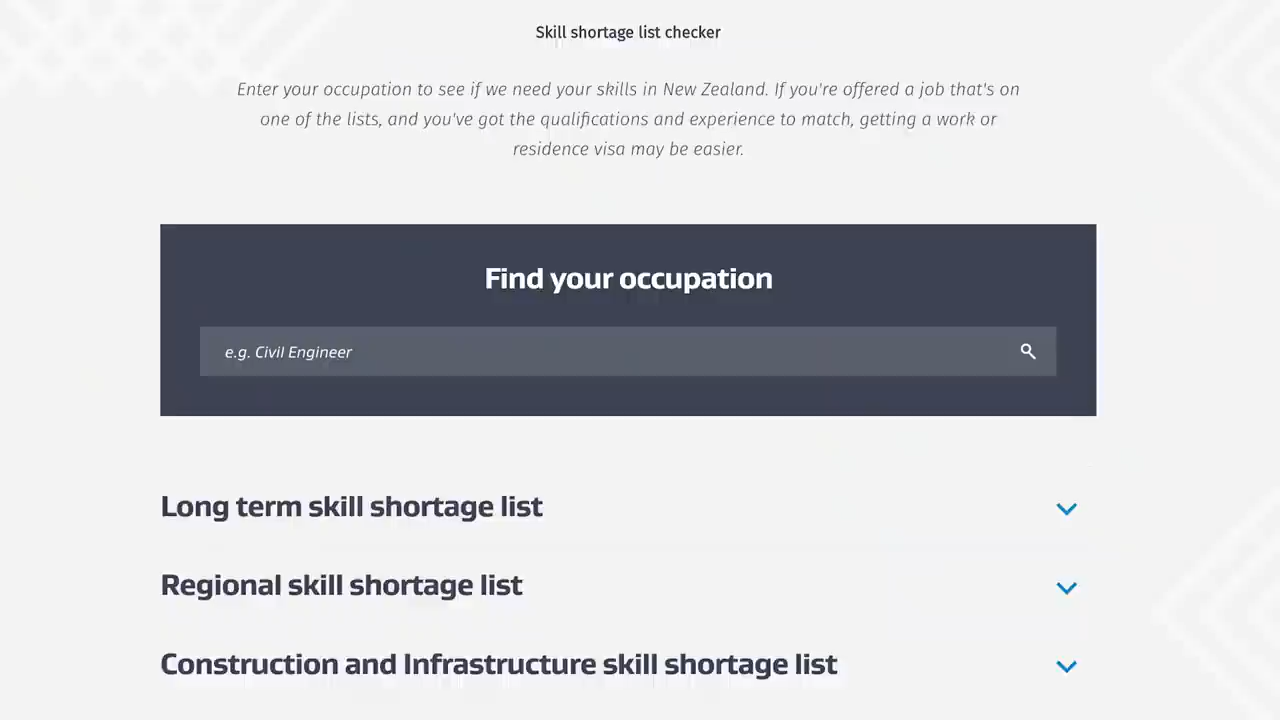 Skill shortage list checker
Enter your occupation to see if we need your skills in New Zealand. If you're offered a job that's on
one of the lists, and you've got the qualifications and experience to match, getting a work or
residence visa may be easier.
Find your occupation
e.g. Civil Engineer
Long term skill shortage list
Regional skill shortage list
Construction and Infrastructure skill shortage list